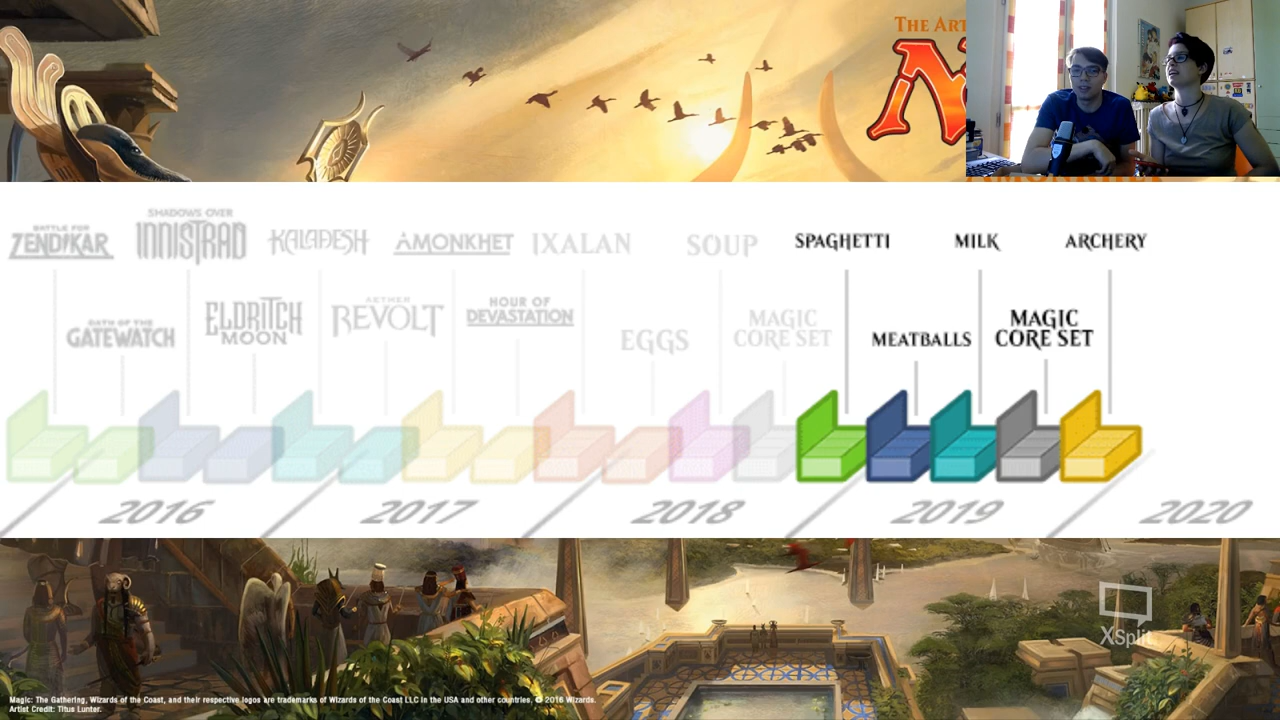 THE ART
BATTLE FOR
ZENDIKAR
SHADOWS OVER
INNISTRAD
KALADESH
AMONKHET
IXALAN
SOUP
SPAGHETTI
MILK
ARCHERY
OATH OF THE
GATEWATCH
ELDRITCH
MOON
AETHER
REVOLT
HOUR OF
DEVASTATION
EGGS
MAGIC
CORE SET
MEATBALLS
MAGIC
CORE SET
2016
2017
2018
2019
2020
XSplit
Magic: The Gathering, Wizards of the Coast, and their respective logos are trademarks of Wizards of the Coast LLC in the USA and other countries. © 2016 Wizards.
Artist Credit: Titus Lunter.